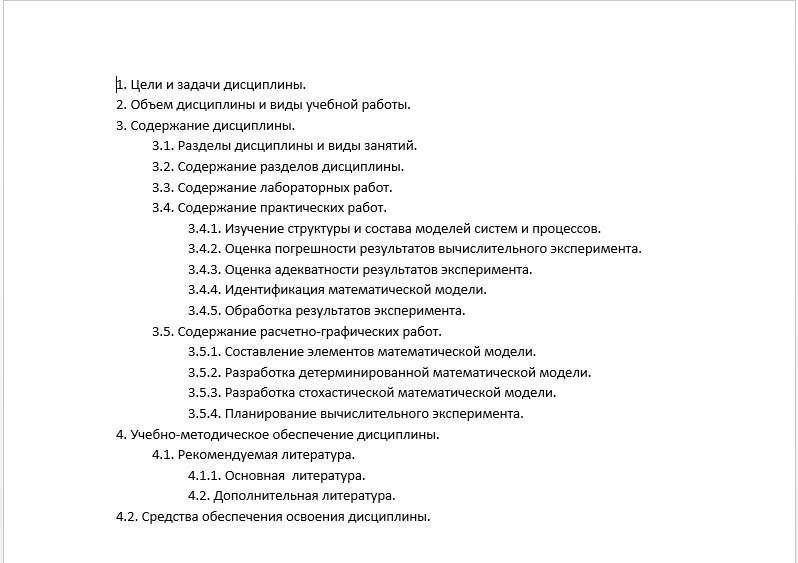 1. Цели и задачи дисциплины.
2. Объем дисциплины и виды учебной работы.
3. Содержание дисциплины.
3.1. Разделы дисциплины и виды занятий.
3.2. Содержание разделов дисциплины.
3.3. Содержание лабораторных работ.
3.4. Содержание практических работ.
3.4.1. Изучение структуры и состава моделей систем и процессов.
3.4.2. Оценка погрешности результатов вычислительного эксперимента.
3.4.3. Оценка адекватности результатов эксперимента.
3.4.4. Идентификация математической модели.
3.4.5. Обработка результатов эксперимента.
3.5. Содержание расчетно-графических работ.
3.5.1. Составление элементов математической модели.
3.5.2. Разработка детерминированной математической модели.
3.5.3. Разработка стохастической математической модели.
3.5.4. Планирование вычислительного эксперимента.
4. Учебно-методическое обеспечение дисциплины.
4.1. Рекомендуемая литература.
4.1.1. Основная  литература.
4.2. Дополнительная литература.
4.2. Средства обеспечения освоения дисциплины.